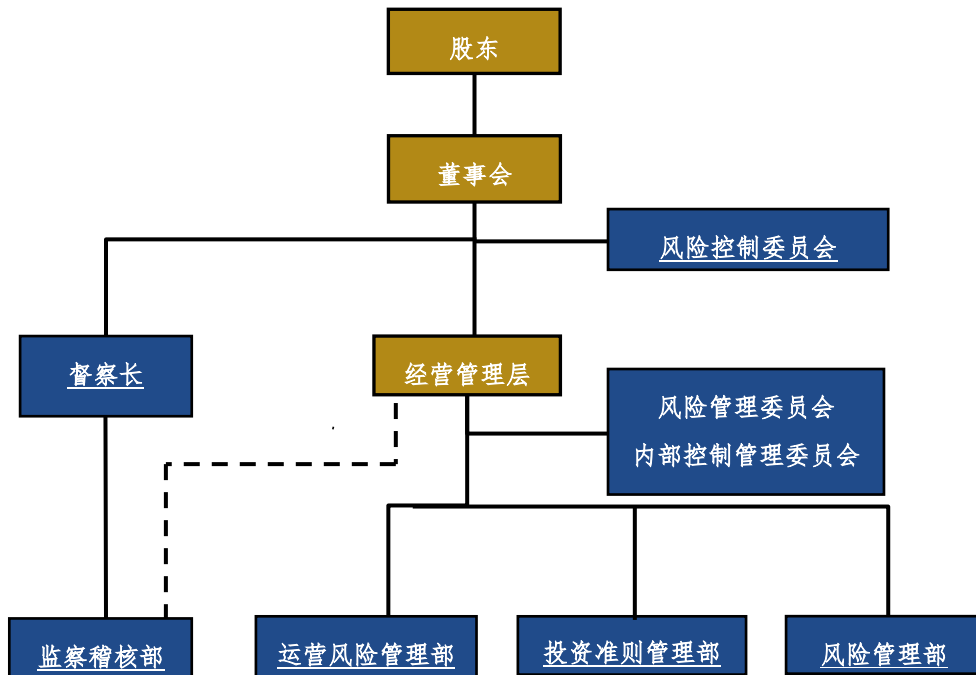 股东
董事会
风险控制委员会
督察长
经营管理层
风险管理委员会
内部控制管理委员会
监察稽核部
运营风险管理部
投资准则管理部
风险管理部